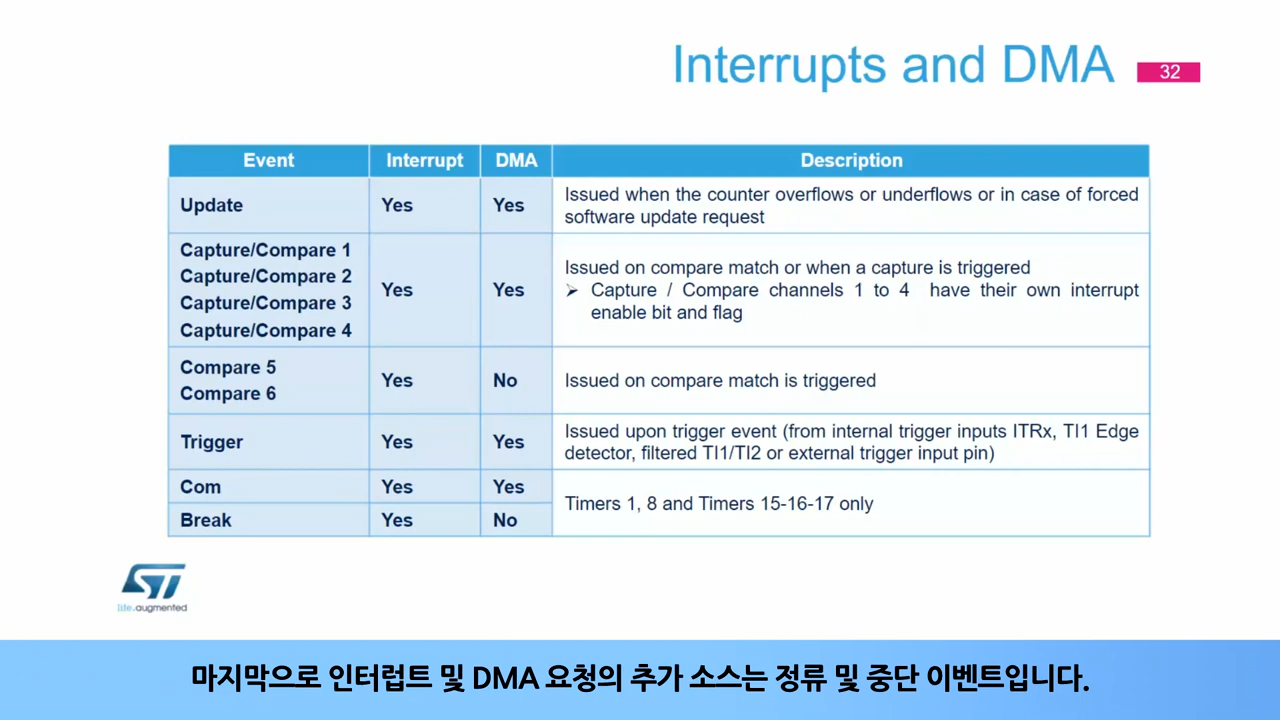 Interrupts and DMA
32
Event Interrupt DMA Description
Update Yes Yes Issued when the counter overflows or underflows or in case of forced
software update request
Capture/Compare 1
Capture/Compare 2
Capture/Compare 3
Capture/Compare 4
Yes Yes
Issued on compare match or when a capture is triggered
➢ Capture / Compare channels 1 to 4 have their own interrupt
enable bit and flag
Compare 5
Compare 6
Yes No Issued on compare match is triggered
Trigger Yes Yes Issued upon trigger event (from internal trigger inputs ITRx, TI1 Edge
detector, filtered TI1/TI2 or external trigger input pin)
Com Yes Yes
Break Yes No
Timers 1, 8 and Timers 15-16-17 only
ST
life.augmented
마지막으로 인터럽트 및 DMA 요청의 추가 소스는 정류 및 중단 이벤트입니다.